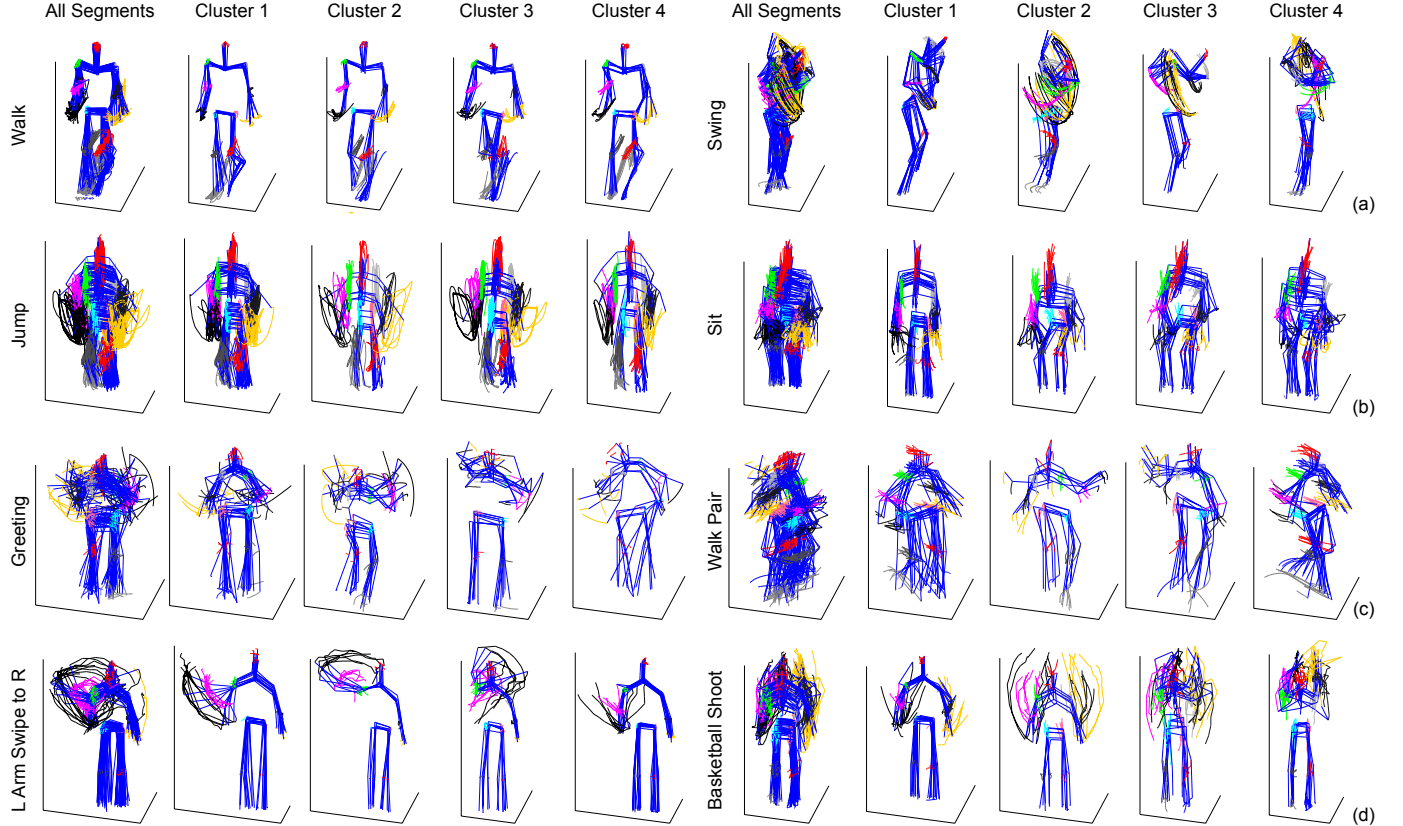 All Segments Cluster 1 Cluster 2 Cluster 3 Cluster 4 All Segments Cluster 1 Cluster 2 Cluster 3 Cluster 4
Walk
Swing
(a)
Jump
Sit
(b)
Greeting
Walk Pair
(c)
L Arm Swipe to R
Basketball Shoot
(d)